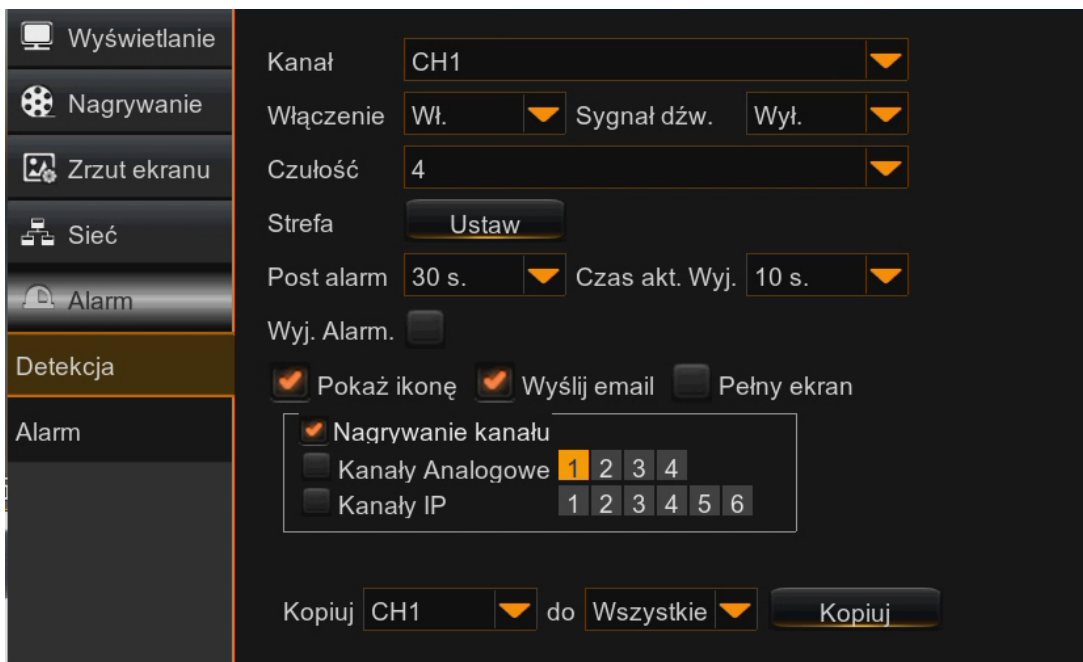 Wyświetlanie
Nagrywanie
Zrzut ekranu
Sieć
Alarm
Detekcja
Alarm
Kanał CH1
Włączenie Wł. Sygnał dźw. Wył.
Czułość 4
Strefa Ustaw
Post alarm 30 s. Czas akt. Wyj. 10 s.
Wyj. Alarm.
Pokaż ikonę Wyślij email Pełny ekran
Nagrywanie kanału
Kanały Analogowe 1 2 3 4
Kanały IP 1 2 3 4 5 6
Kopiuj CH1 do Wszystkie Kopiuj